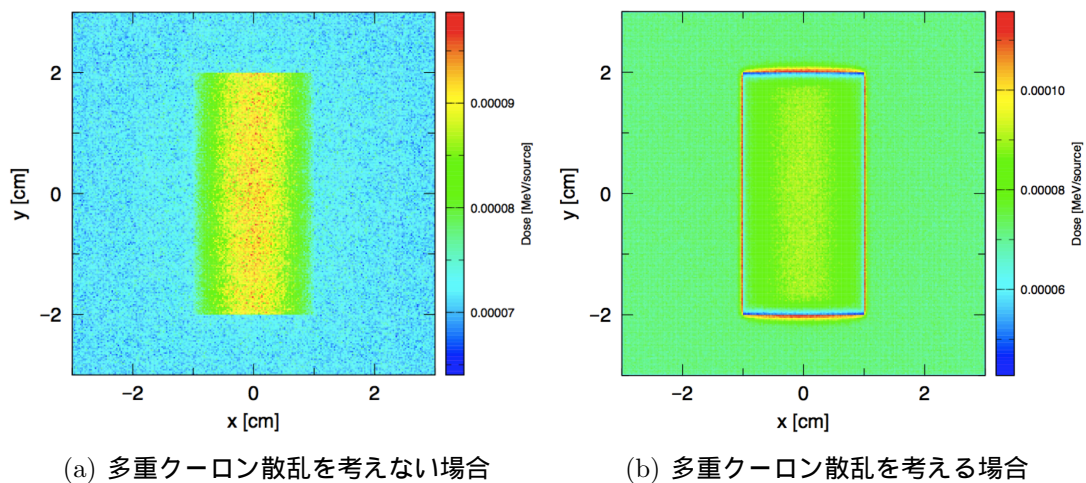 2
0
−2
−2
0
2
y [cm]
x [cm]
0.00009
0.00008
0.00007
Dose [MeV/source]
(a) 多重クーロン散乱を考えない場合
2
0
−2
−2
0
2
y [cm]
x [cm]
0.00010
0.00008
0.00006
Dose [MeV/source]
(b) 多重クーロン散乱を考える場合